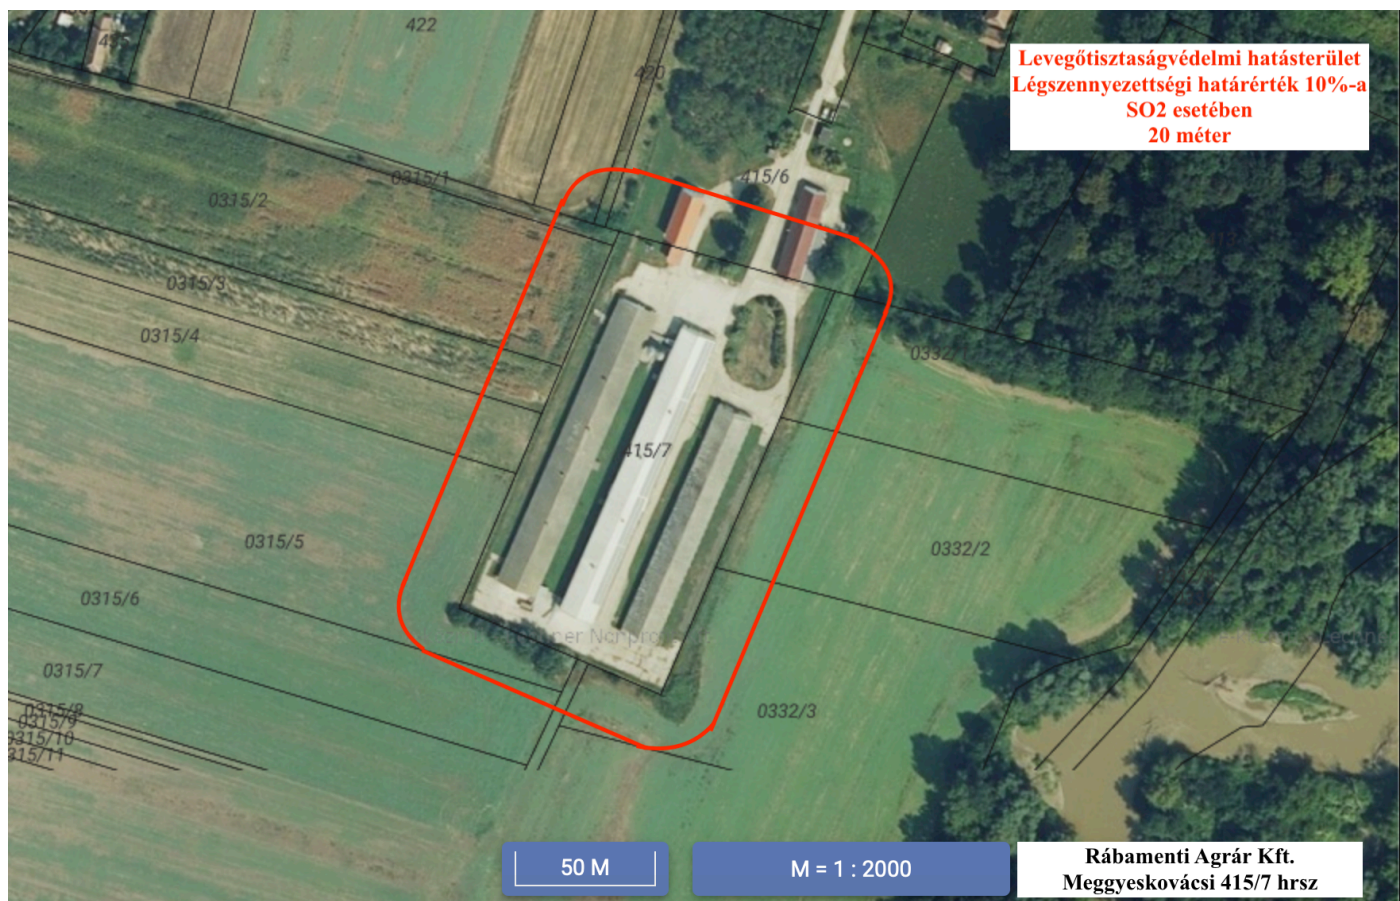 422
420
Levegőtisztaságvédelmi hatásterület
Légszennyezettségi határérték 10%-a
SO2 esetében
20 méter
0315/1
415/6
0315/2
0315/3
0315/4
0332/1
415/7
0315/5
0332/2
0315/6
0315/7
0332/3
0315/8
0315/9
0315/10
0315/11
50 M
M = 1 : 2000
Rábamenti Agrár Kft.
Meggyeskovácsi 415/7 hrsz